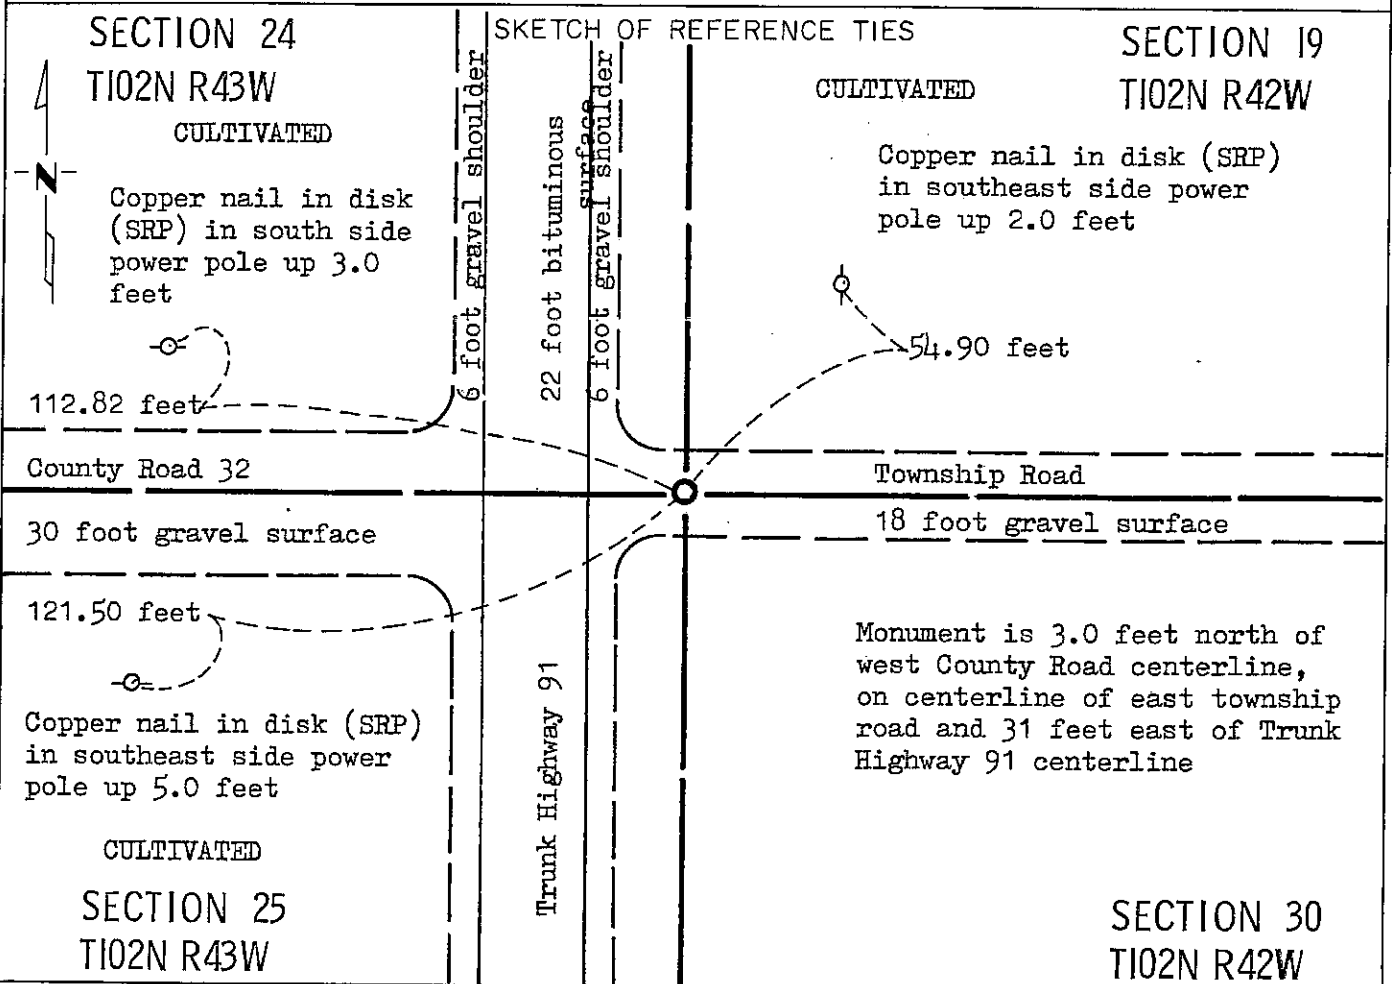 SKETCH OF REFERENCE TIES
SECTION 24
T102N R43W
CULTIVATED
N
Copper nail in disk
(SRP) in south side
power pole up 3.0
feet
112.82 feet
6 foot gravel shoulder
22 foot bituminous
surface
6 foot gravel shoulder
SECTION 19
T102N R42W
CULTIVATED
Copper nail in disk (SRP)
in southeast side power
pole up 2.0 feet
54.90 feet
County Road 32
30 foot gravel surface
Township Road
18 foot gravel surface
121.50 feet
Copper nail in disk (SRP)
in southeast side power
pole up 5.0 feet
CULTIVATED
SECTION 25
T102N R43W
Trunk Highway 91
Monument is 3.0 feet north of
west County Road centerline,
on centerline of east township
road and 31 feet east of Trunk
Highway 91 centerline
SECTION 30
T102N R42W